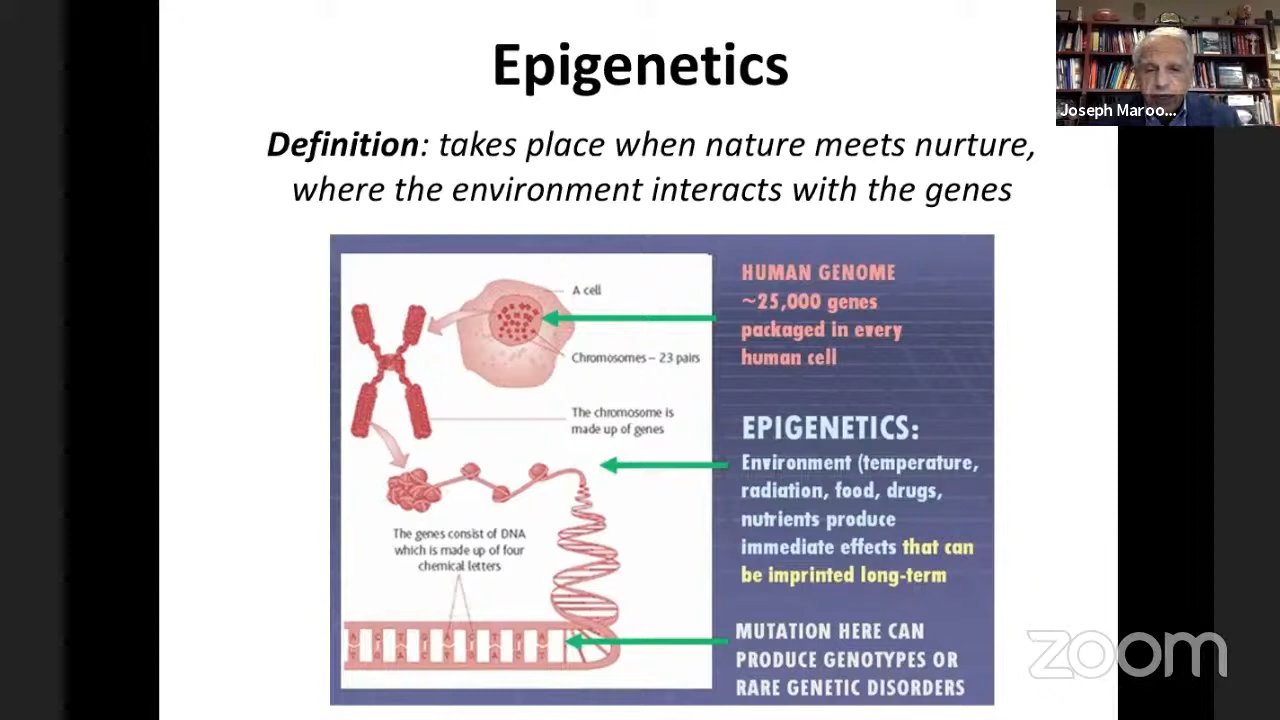 Epigenetics
Definition: takes place when nature meets nurture,
where the environment interacts with the genes
Joseph Maroo...
A cell
Chromosomes – 23 pairs
The chromosome is
made up of genes
The genes consist of DNA
which is made up of four
chemical letters
HUMAN GENOME
~25,000 genes
packaged in every
human cell
EPIGENETICS:
Environment (temperature,
radiation, food, drugs,
nutrients produce
immediate effects that can
be imprinted long-term
MUTATION HERE CAN
PRODUCE GENOTYPES OR
RARE GENETIC DISORDERS
zoom